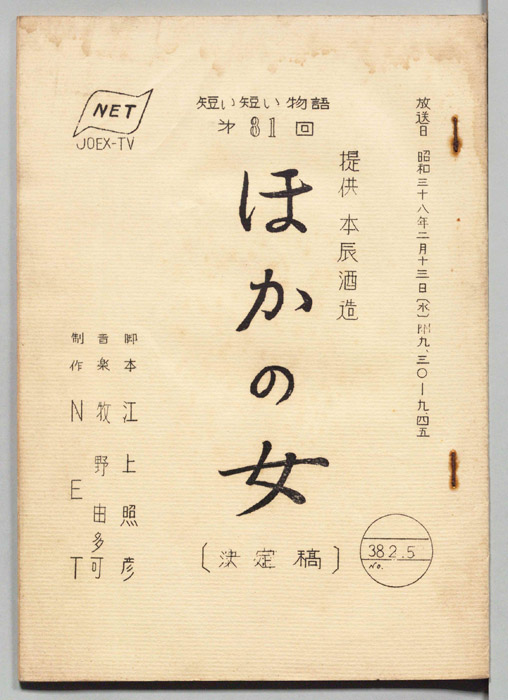 NET
JOEX-TV
短い短い物語
第31回
放送日 昭和三十八年二月十三日(水)PM九、三〇ー九、四五
提供 本辰酒造
ほかの女
〔決定稿〕
脚本 江上照彦
音楽 牧野由多可
制作 NET
38.2.5
No.